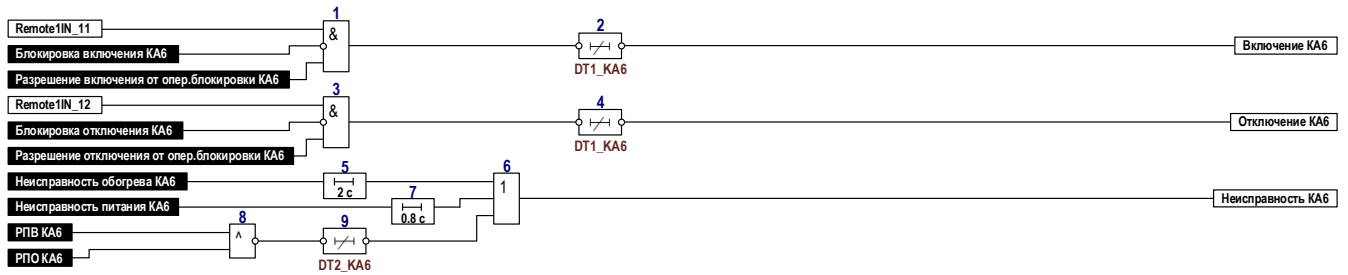 1
Remote1IN_11
&
2
Блокировка включения КА6
Включение КА6
Разрешение включения от опер.блокировки КА6
DT1_KA6
3
Remote1IN_12
&
4
Блокировка отключения КА6
Отключение КА6
DT1_KA6
Разрешение отключения от опер.блокировки КА6
5
6
Неисправность обогрева КА6
1
2 с
7
Неисправность питания КА6
Неисправность КА6
0.8 с
8
9
РПВ КА6
^
РПО КА6
DT2_KA6